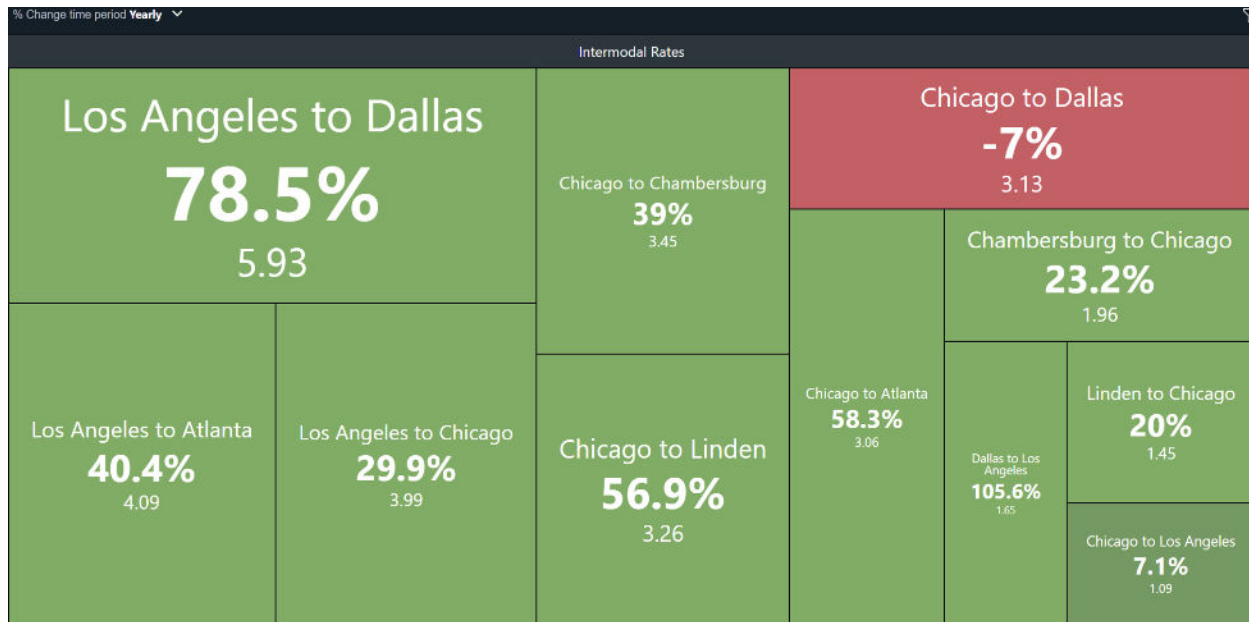 % Change time period Yearly
Intermodal Rates
Los Angeles to Dallas
78.5%
5.93
Los Angeles to Atlanta
40.4%
4.09
Los Angeles to Chicago
29.9%
3.99
Chicago to Chambersburg
39%
3.45
Chicago to Linden
56.9%
3.26
Chicago to Dallas
-7%
3.13
Chicago to Atlanta
58.3%
3.06
Chambersburg to Chicago
23.2%
1.96
Dallas to Los
Angeles
105.6%
1.65
Linden to Chicago
20%
1.45
Chicago to Los Angeles
7.1%
1.09